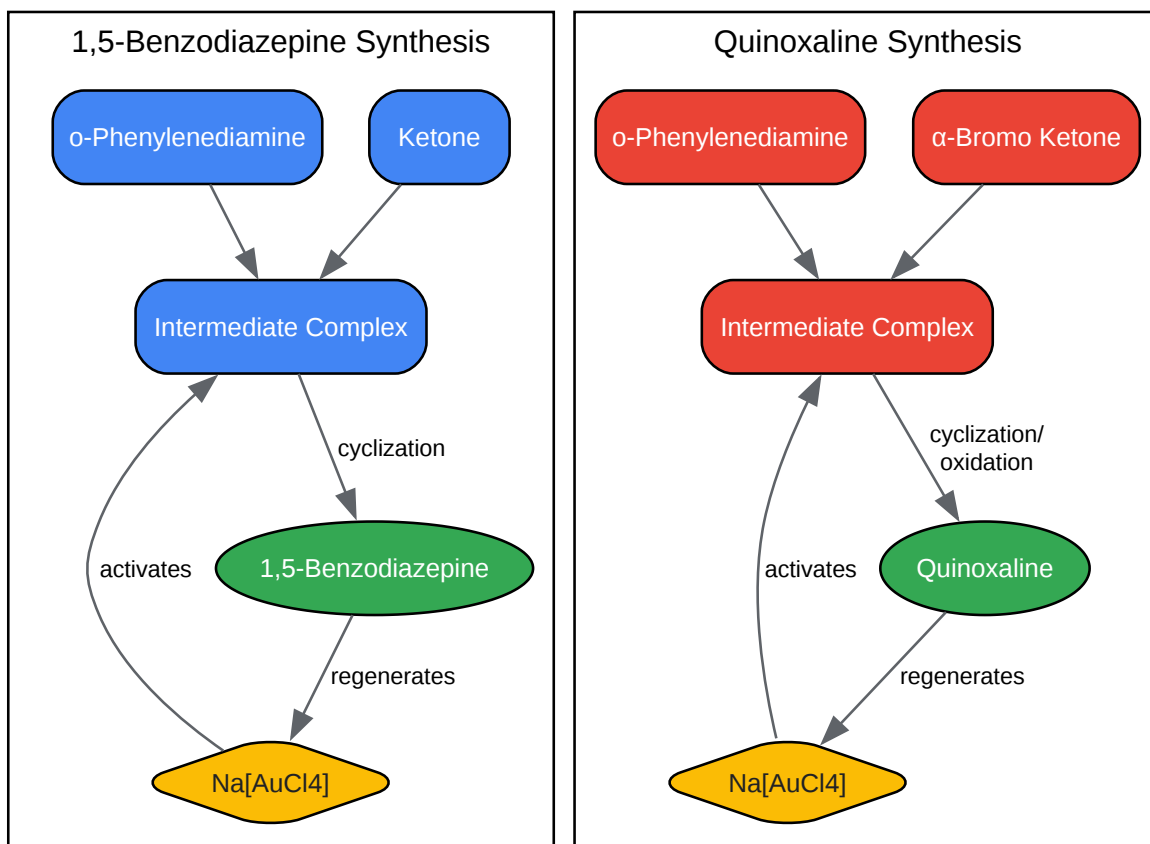 1,5-Benzodiazepine Synthesis
o-Phenylenediamine
Ketone
Intermediate Complex
cyclization
activates
1,5-Benzodiazepine
regenerates
Na[AuCl4]
Quinoxaline Synthesis
o-Phenylenediamine
α-Bromo Ketone
Intermediate Complex
cyclization/
oxidation
activates
Quinoxaline
regenerates
Na[AuCl4]